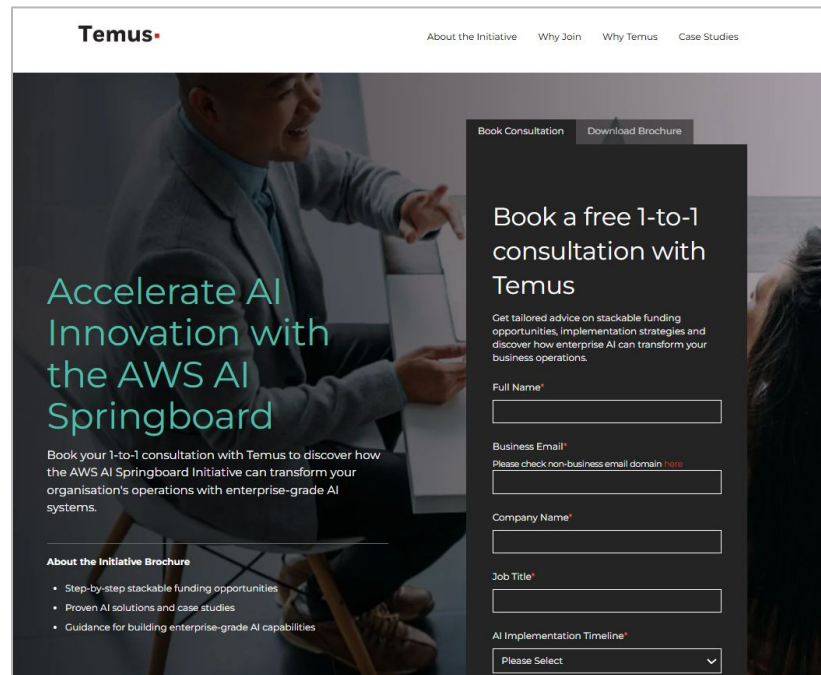 Temus
About the Initiative Why Join Why Temus Case Studies
Accelerate AI
Innovation with
the AWS AI
Springboard
Book your 1-to-1 consultation with Temus to discover how
the AWS AI Springboard Initiative can transform your
organisation's operations with enterprise-grade AI
systems.
About the Initiative Brochure
• Step-by-step stackable funding opportunities
• Proven AI solutions and case studies
• Guidance for building enterprise-grade AI capabilities
Book Consultation Download Brochure
Book a free 1-to-1
consultation with
Temus
Get tailored advice on stackable funding
opportunities, implementation strategies and
discover how enterprise AI can transform your
business operations.
Full Name*
Business Email*
Please check non-business email domain here
Company Name*
Job Title*
AI Implementation Timeline*
Please Select